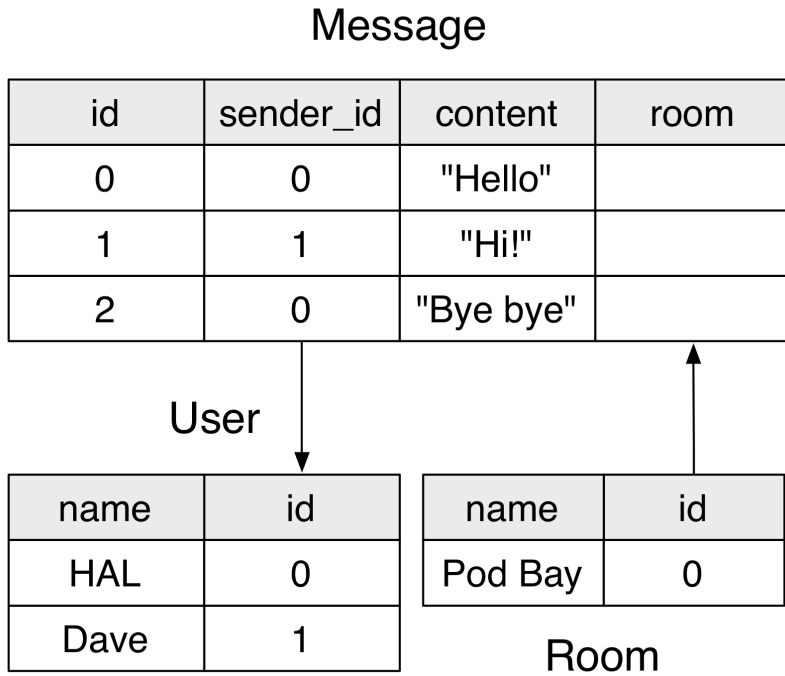 Message
id sender_id content room
0 0 "Hello"
1 1 "Hi!"
2 0 "Bye bye"
User
name id
HAL 0
Dave 1
name id
Pod Bay 0
Room